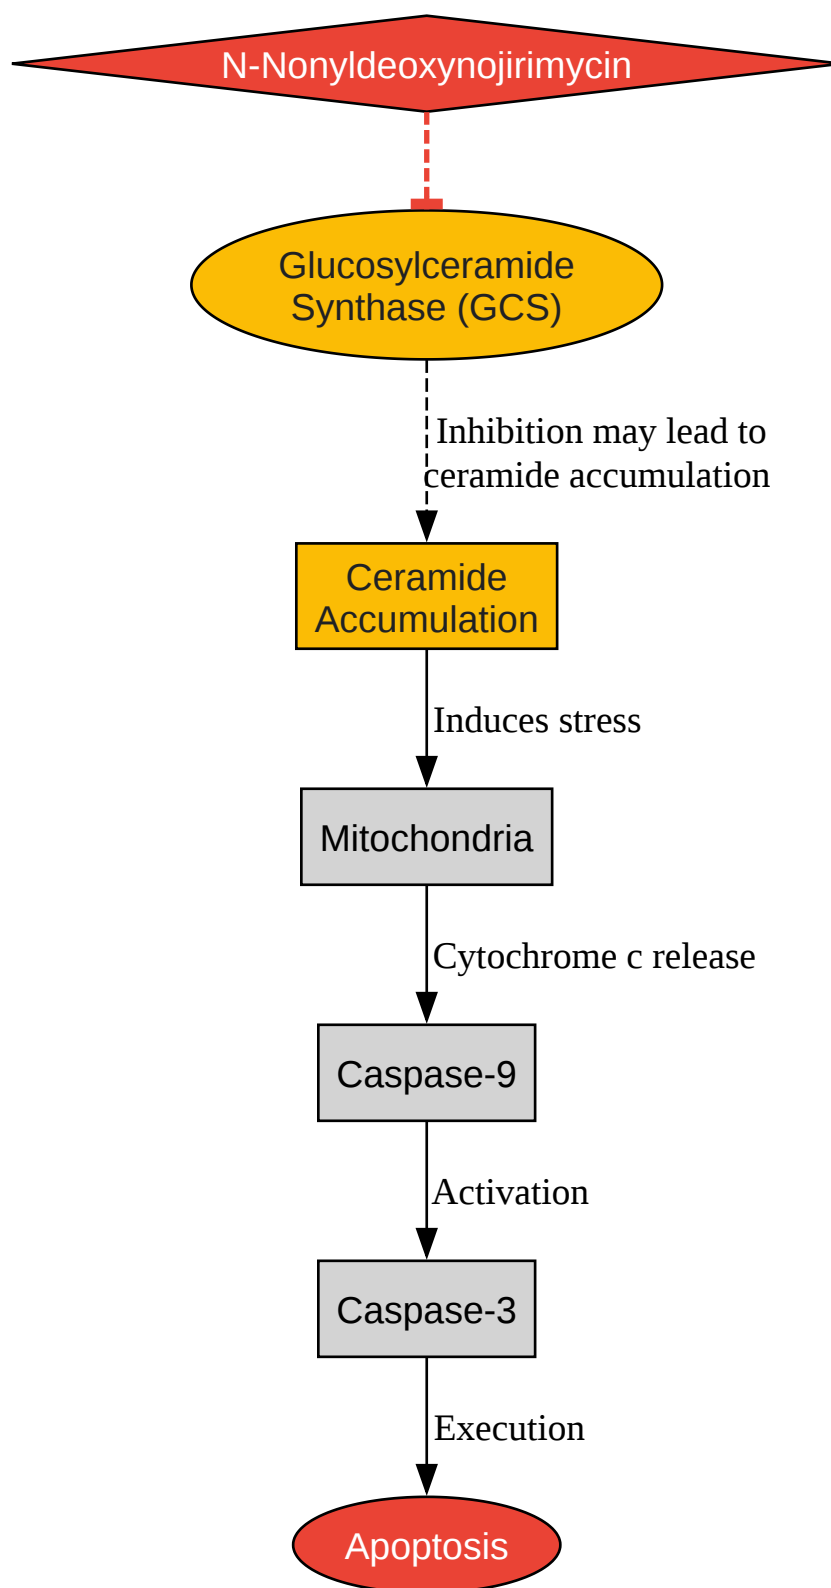 N-Nonyldeoxynojirimycin
Glucosylceramide
Synthase (GCS)
Inhibition may lead to
ceramide accumulation
Ceramide
Accumulation
Induces stress
Mitochondria
Cytochrome c release
Caspase-9
Activation
Caspase-3
Execution
Apoptosis